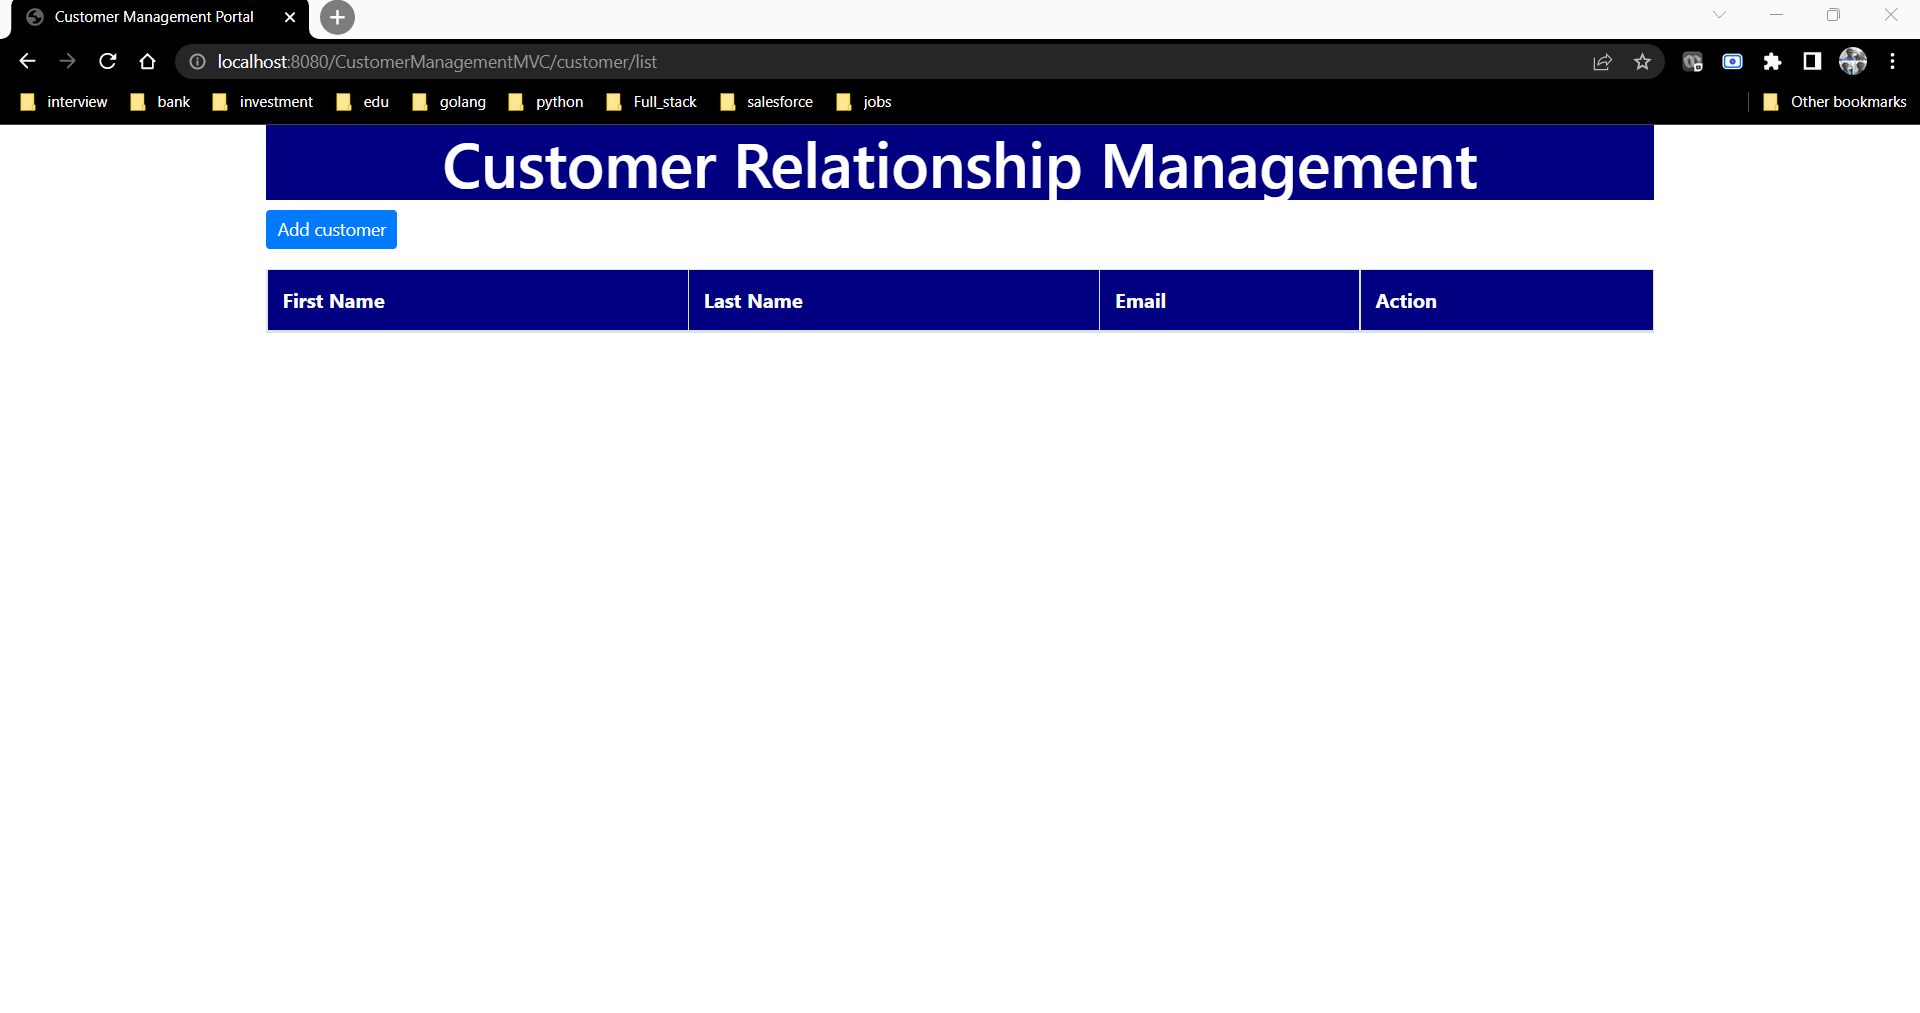 Customer Management Portal
localhost:8080/CustomerManagementMVC/customer/list
interview bank investment edu golang python Full_stack salesforce jobs Other bookmarks
Customer Relationship Management
Add customer
First Name Last Name Email Action